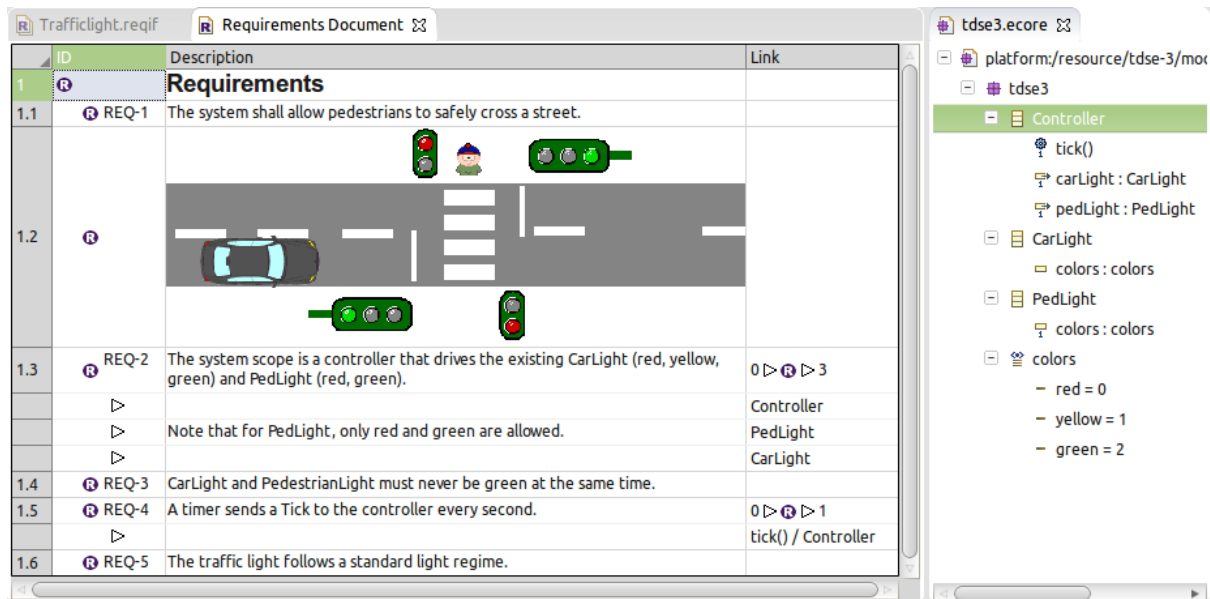 Trafficlight.reqif
Requirements Document
ID Description Link
1 Requirements
1.1 REQ-1 The system shall allow pedestrians to safely cross a street.
1.2
1.3 REQ-2 The system scope is a controller that drives the existing CarLight (red, yellow,
green) and PedLight (red, green).
0 ▷ R ▷ 3
Controller
Note that for PedLight, only red and green are allowed. PedLight
CarLight
1.4 REQ-3 CarLight and PedestrianLight must never be green at the same time.
1.5 REQ-4 A timer sends a Tick to the controller every second. 0 ▷ R ▷ 1
tick() / Controller
1.6 REQ-5 The traffic light follows a standard light regime.
tdse3.ecore
platform:/resource/tdse-3/mo
tdse3
Controller
tick()
carLight : CarLight
pedLight : PedLight
CarLight
colors : colors
PedLight
colors : colors
colors
red = 0
yellow = 1
green = 2